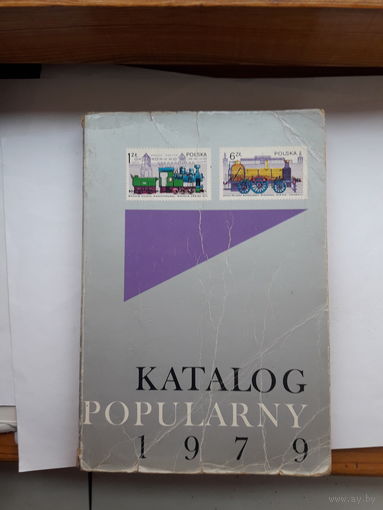 1 ZŁ POLSKA
6 ZŁ POLSKA
KATALOG
POPULARNY
1979
www.ay.by